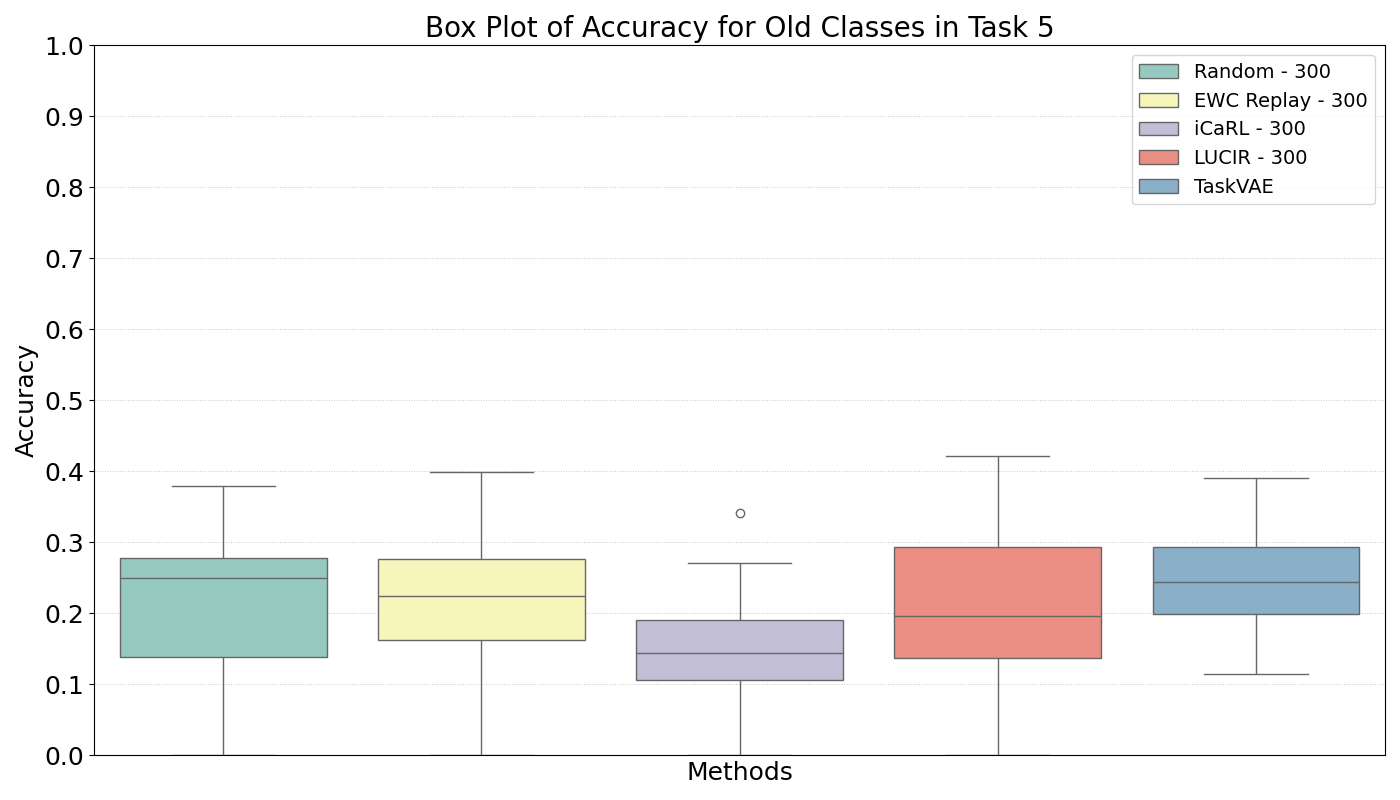 Box Plot of Accuracy for Old Classes in Task 5
1.0
0.9
0.8
0.7
0.6
0.5
0.4
0.3
0.2
0.1
0.0
Accuracy
Methods
Random - 300
EWC Replay - 300
iCaRL - 300
LUCIR - 300
TaskVAE